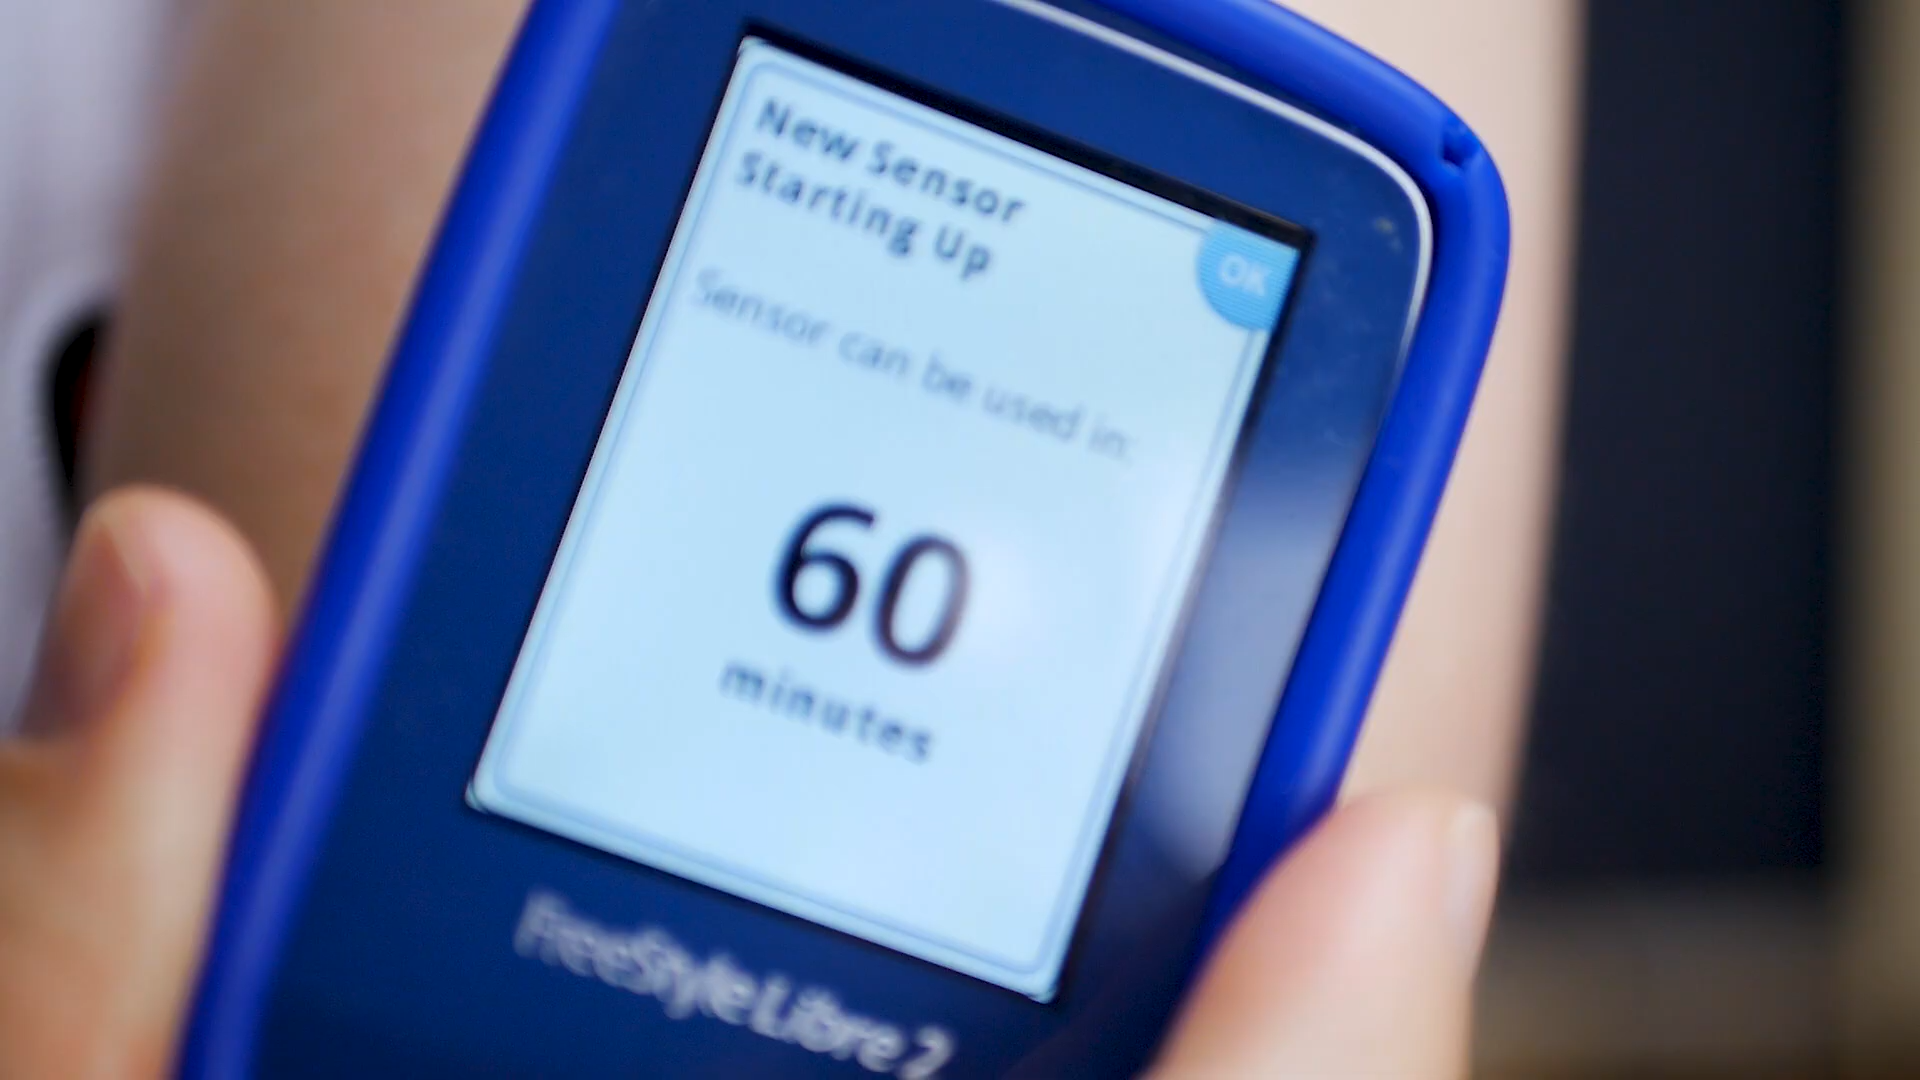 New Sensor
Starting Up
OK
Sensor can be used in:
60
minutes
FreeStyle Libre 2